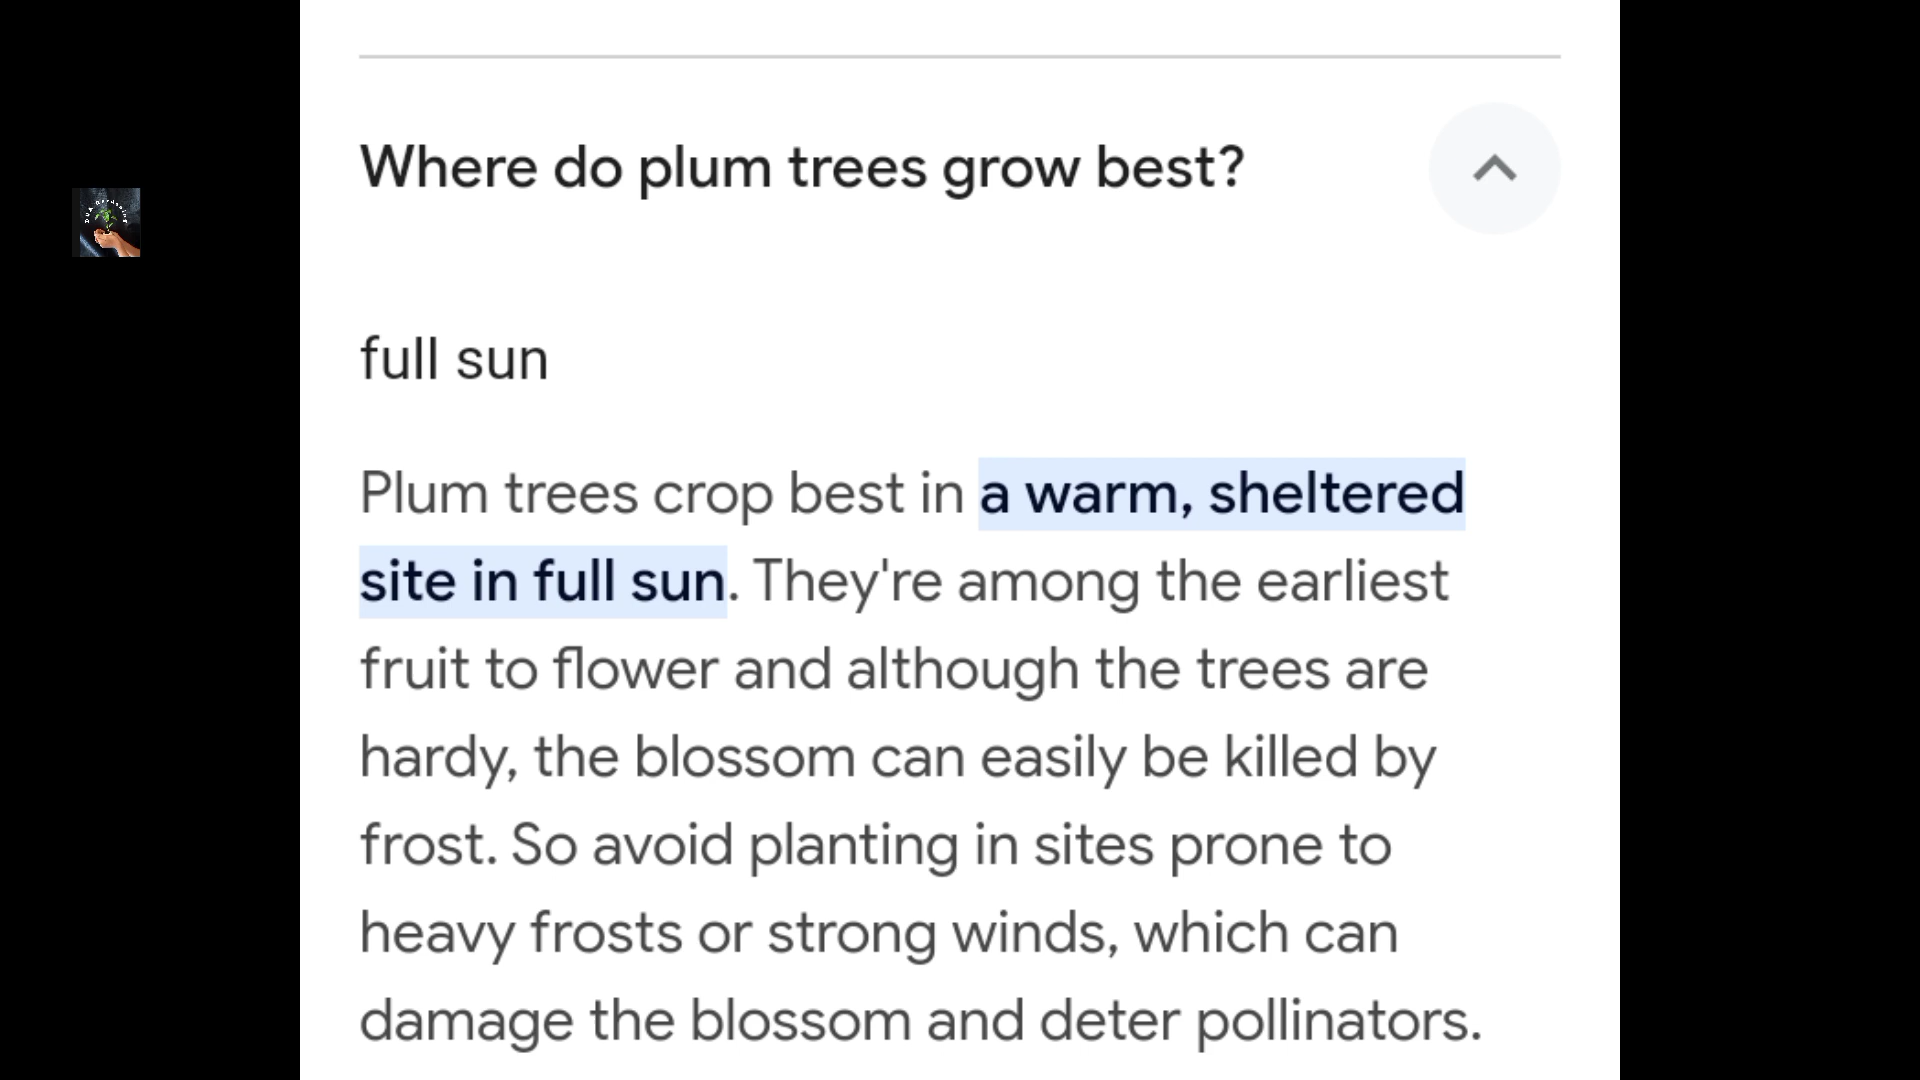 Where do plum trees grow best?
full sun
Plum trees crop best in a warm, sheltered
site in full sun. They're among the earliest
fruit to flower and although the trees are
hardy, the blossom can easily be killed by
frost. So avoid planting in sites prone to
heavy frosts or strong winds, which can
damage the blossom and deter pollinators.